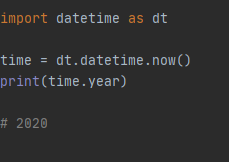 import datetime as dt
time = dt.datetime.now()
print(time.year)
# 2020